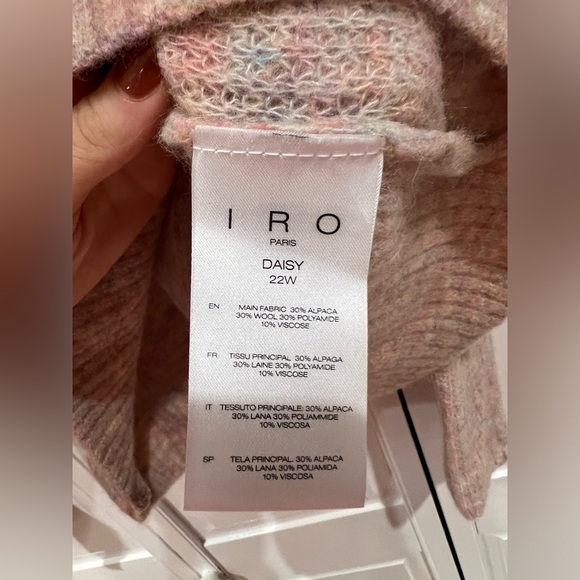 IRO
PARIS
DAISY
22W
EN MAIN FABRIC 30% ALPACA
30% WOOL 30% POLYAMIDE
10% VISCOSE
FR TISSU PRINCIPAL 30% ALPAGA
30% LAINE 30% POLYAMIDE
10% VISCOSE
IT TESSUTO PRINCIPALE: 30% ALPACA
30% LANA 30% POLIAMMIDE
10% VISCOSA
SP TELA PRINCIPAL 30% ALPACA
30% LANA 30% POLIAMIDA
10% VISCOSA